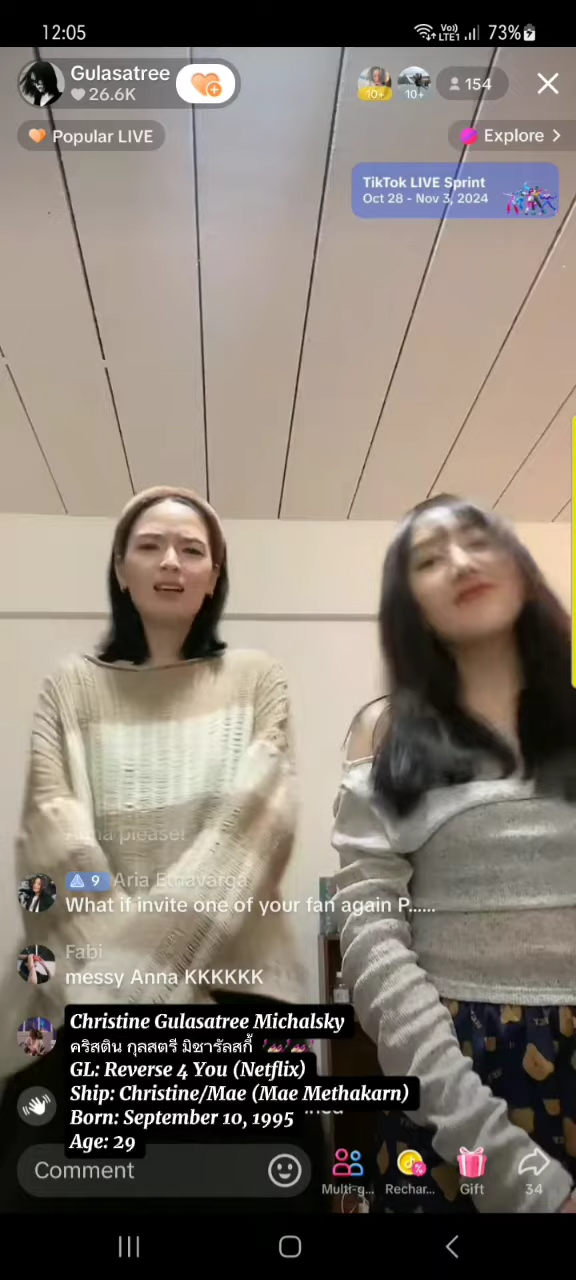 12:05
Vo))
LTE1
73%
Gulasatree
26.6K
10+
10+
154
Popular LIVE
Explore
TikTok LIVE Sprint
Oct 28 - Nov 3, 2024
please!
9
Aria
What if invite one of your fan again P......
Fabi
messy Anna KKKKKK
Christine Gulasatree Michalsky
คริสติน กุลสตรี มิชารัลสกี้
GL: Reverse 4 You (Netflix)
Ship: Christine/Mae (Mae Methakarn)
Born: September 10, 1995
Age: 29
Comment
Multi-g...
Rechar...
Gift
34